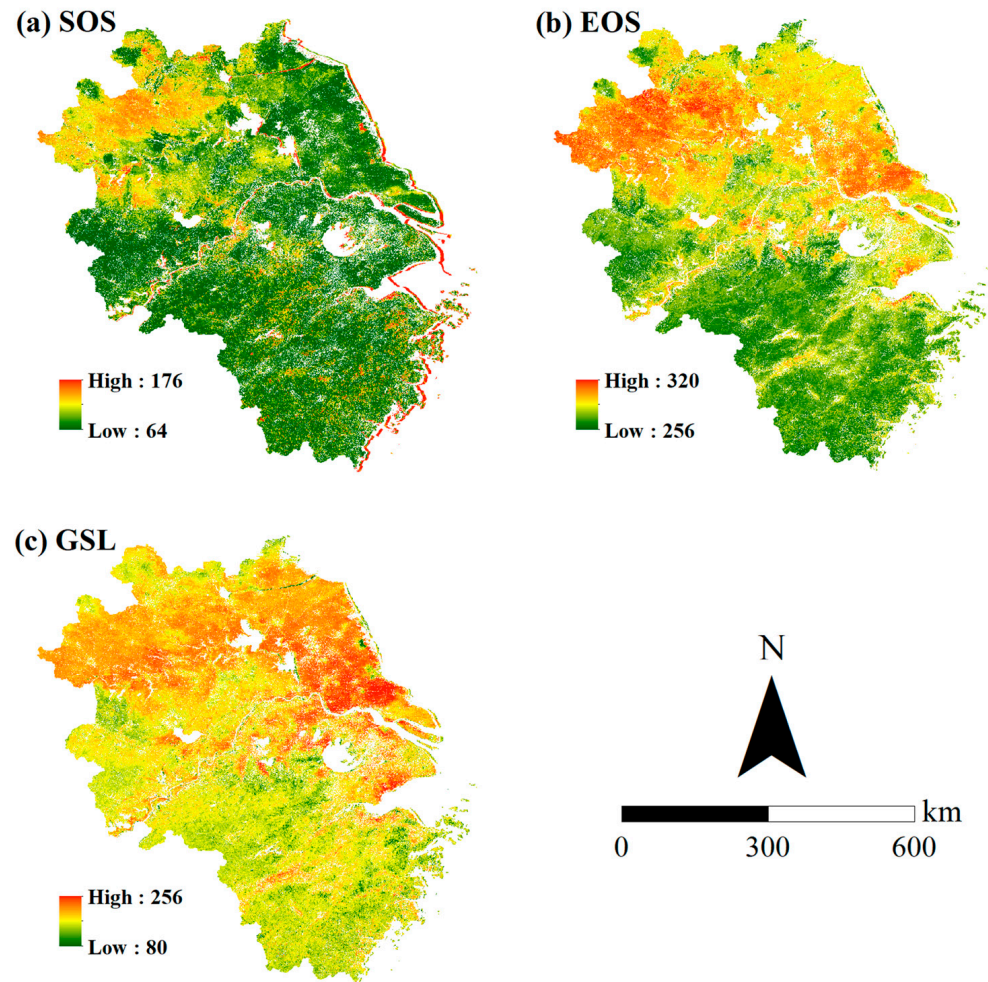 (a) SOS
(b) EOS
High : 176
Low : 64
High : 320
Low : 256
(c) GSL
N
km
0 300 600
High : 256
Low : 80